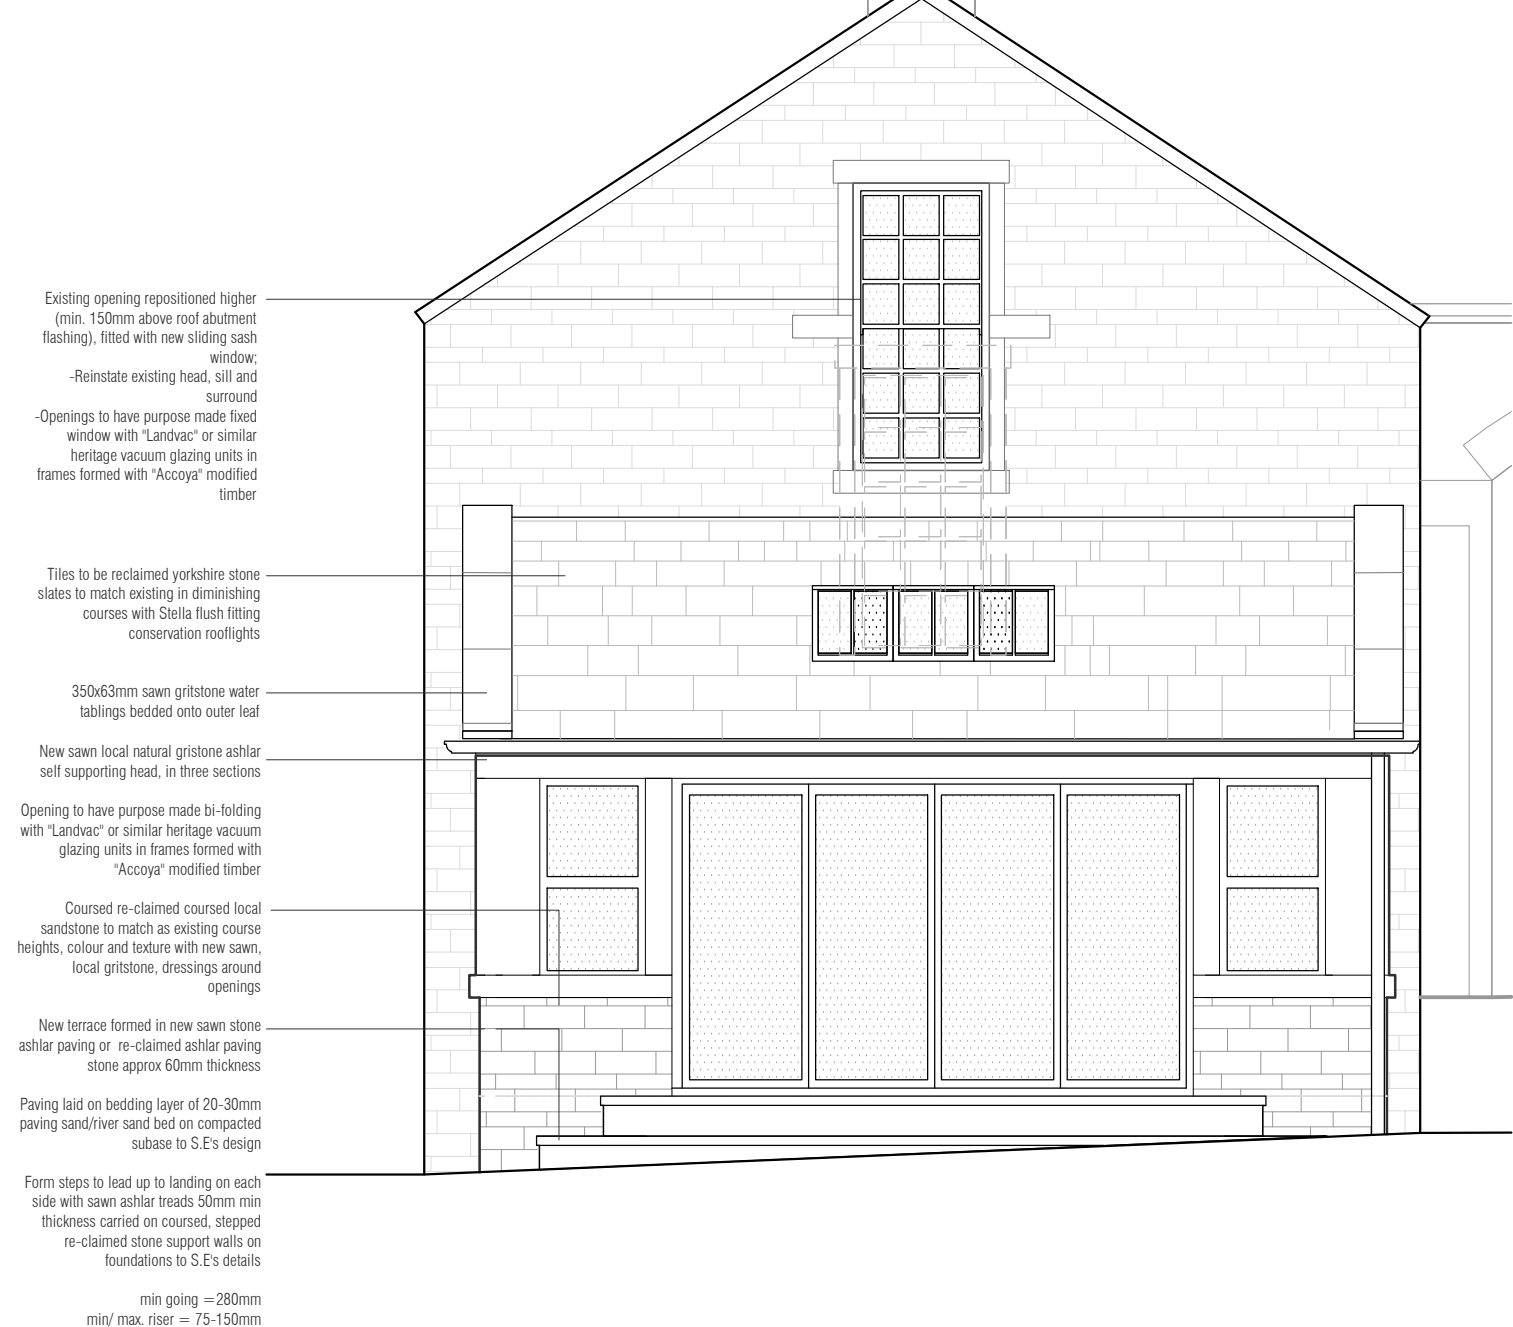 Existing opening repositioned higher
(min. 150mm above roof abutment
flashing), fitted with new sliding sash
window;
-Reinstate existing head, sill and
surround
-Openings to have purpose made fixed
window with "Landvac" or similar
heritage vacuum glazing units in
frames formed with "Accoya" modified
timber
Tiles to be reclaimed yorkshire stone
slates to match existing in diminishing
courses with Stella flush fitting
conservation rooflights
350x63mm sawn gritstone water
tablings bedded onto outer leaf
New sawn local natural gristone ashlar
self supporting head, in three sections
Opening to have purpose made bi-folding
with "Landvac" or similar heritage vacuum
glazing units in frames formed with
"Accoya" modified timber
Coursed re-claimed coursed local
sandstone to match as existing course
heights, colour and texture with new sawn,
local gritstone, dressings around
openings
New terrace formed in new sawn stone
ashlar paving or re-claimed ashlar paving
stone approx 60mm thickness
Paving laid on bedding layer of 20-30mm
paving sand/river sand bed on compacted
subase to S.E's design
Form steps to lead up to landing on each
side with sawn ashlar treads 50mm min
thickness carried on coursed, stepped
re-claimed stone support walls on
foundations to S.E's details
min going =280mm
min/ max. riser = 75-150mm